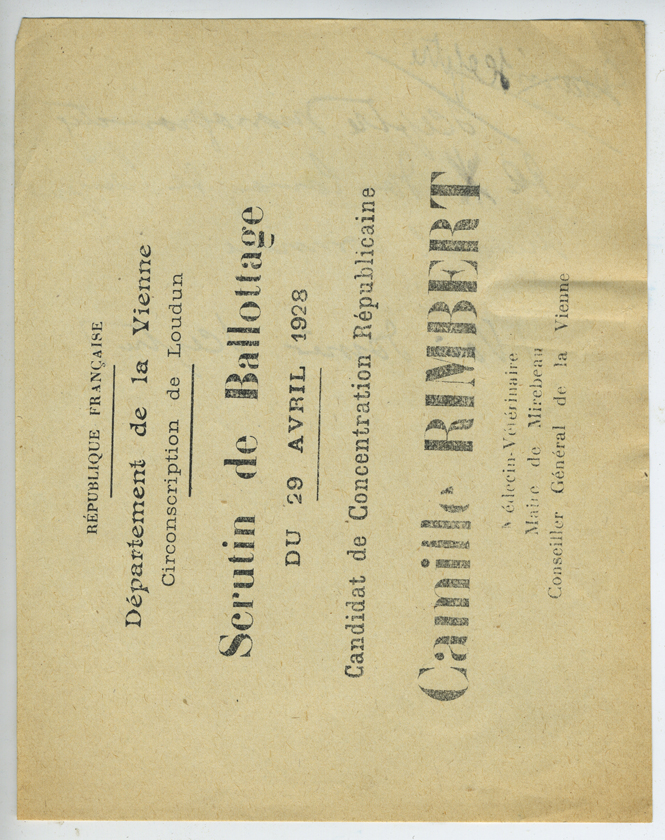 RÉPUBLIQUE FRANÇAISE
Département de la Vienne
Circonscription de Loudun
Scrutin de Ballottage
DU 29 AVRIL 1928
Candidat de Concentration Républicaine
Camille RIMBERT
Médecin-Vétérinaire
Maire de Mirebeau
Conseiller Général de la Vienne